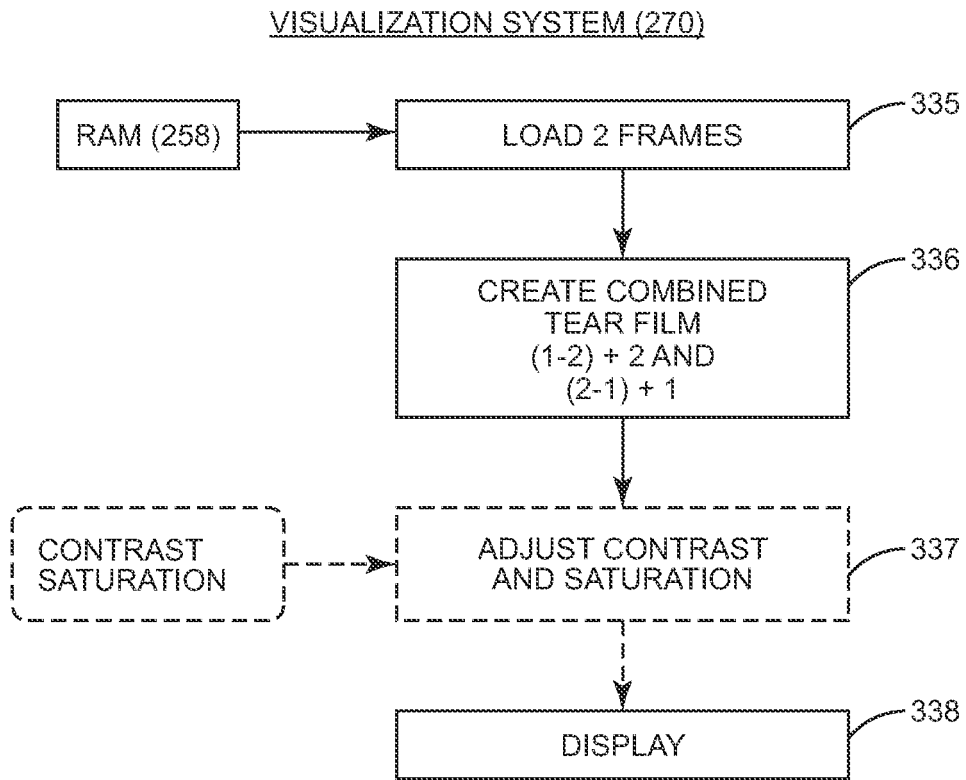 VISUALIZATION SYSTEM (270)
RAM (258)
LOAD 2 FRAMES
335
CREATE COMBINED
TEAR FILM
(1-2) + 2 AND
(2-1) + 1
336
CONTRAST
SATURATION
ADJUST CONTRAST
AND SATURATION
337
DISPLAY
338